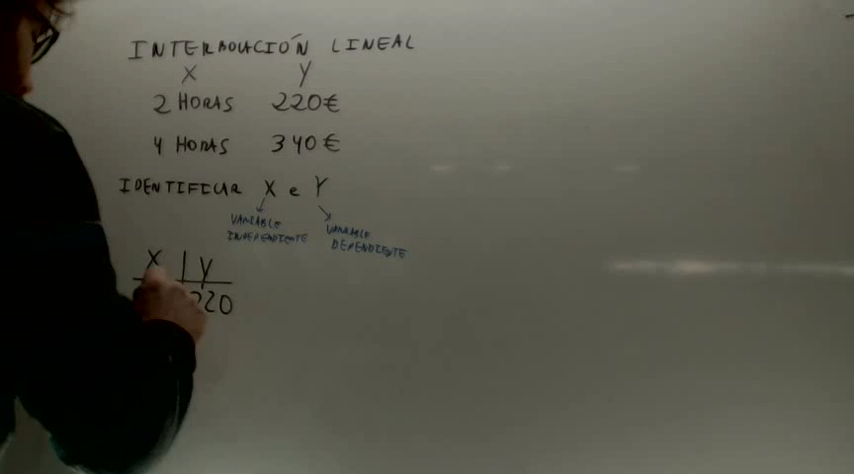 INTERPOLACIÓN LINEAL
X Y
2 HORAS 220€
4 HORAS 340€
IDENTIFICAR X e Y
VARIABLE INDEPENDIENTE
VARIABLE DEPENDIENTE
X | Y
220